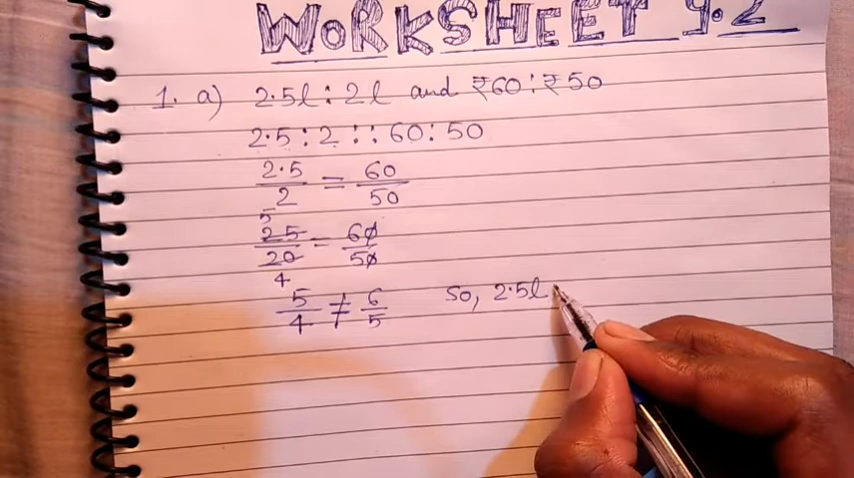 WORKSHEET 9.2
1. a) 2.5l : 2l and ₹60 : ₹50
2.5 : 2 :: 60 : 50
2.5/2 = 60/50
5
25/20 = 60/50
4
5/4 ≠ 6/5 So, 2.5l